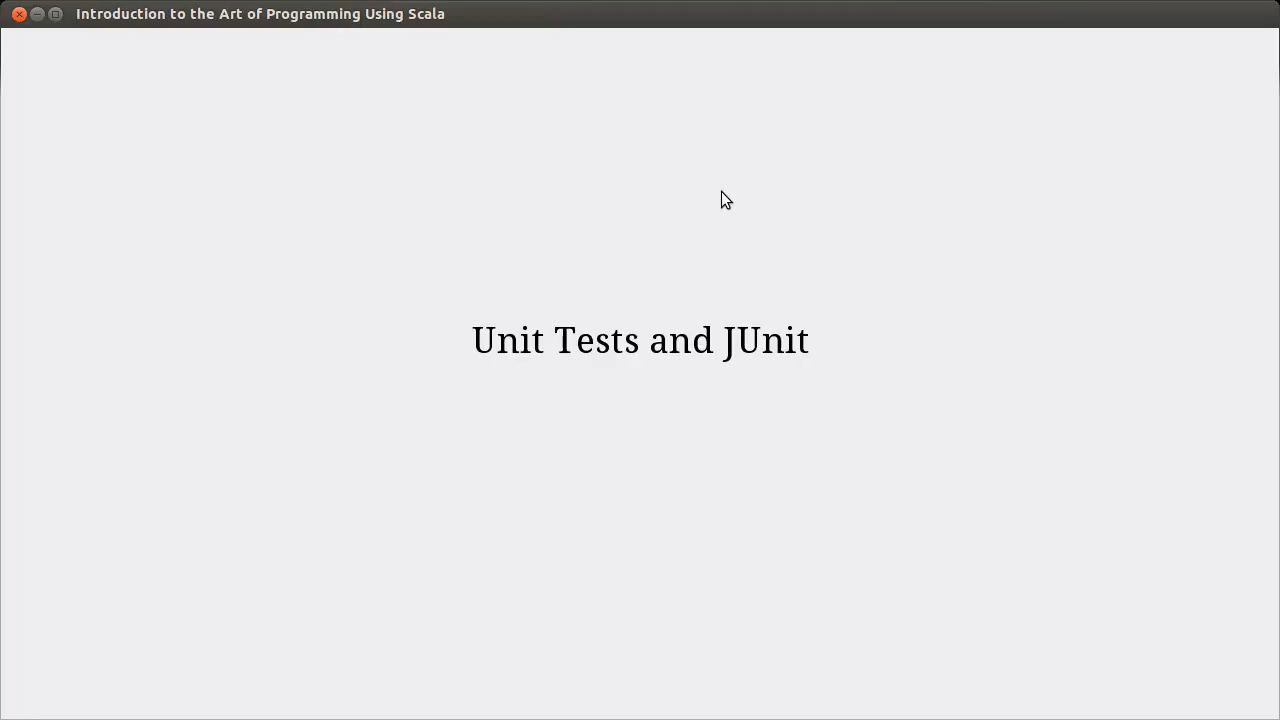 Introduction to the Art of Programming Using Scala
Unit Tests and JUnit